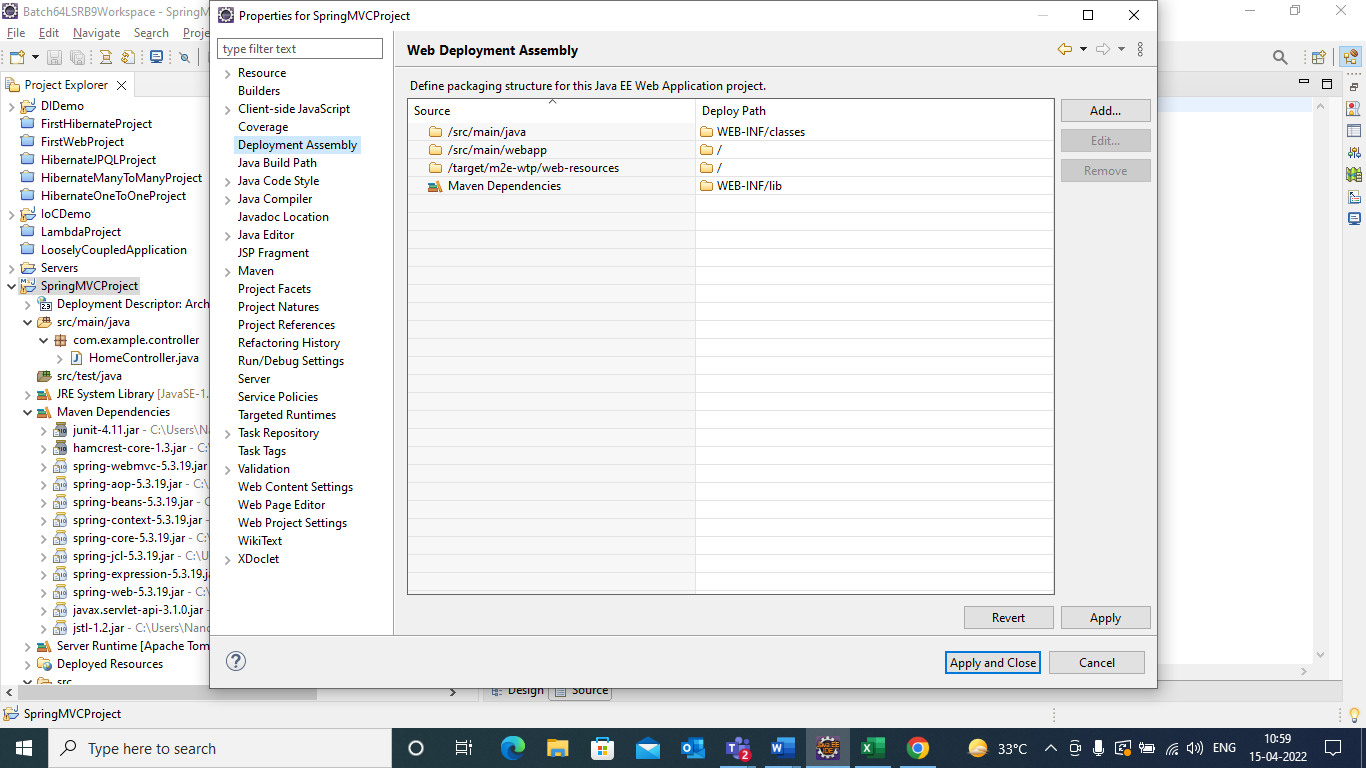 Batch64LSRB9Workspace - SpringM
File Edit Navigate Search Proje
Project Explorer
DIDemo
FirstHibernateProject
FirstWebProject
HibernateJPQLProject
HibernateManyToManyProject
HibernateOneToOneProject
IoCDemo
LambdaProject
LooselyCoupledApplication
Servers
SpringMVCProject
Deployment Descriptor: Arch
src/main/java
com.example.controller
HomeController.java
src/test/java
JRE System Library [JavaSE-1.
Maven Dependencies
junit-4.11.jar - C:\Users\Na
hamcrest-core-1.3.jar - C:\
spring-webmvc-5.3.19.jar
spring-aop-5.3.19.jar - C:\
spring-beans-5.3.19.jar - C
spring-context-5.3.19.jar -
spring-core-5.3.19.jar - C:\
spring-jcl-5.3.19.jar - C:\U
spring-expression-5.3.19.ja
spring-web-5.3.19.jar - C:\
javax.servlet-api-3.1.0.jar -
jstl-1.2.jar - C:\Users\Nanc
Server Runtime [Apache Tom
Deployed Resources
src
SpringMVCProject
Properties for SpringMVCProject
type filter text
Resource
Builders
Client-side JavaScript
Coverage
Deployment Assembly
Java Build Path
Java Code Style
Java Compiler
Javadoc Location
Java Editor
JSP Fragment
Maven
Project Facets
Project Natures
Project References
Refactoring History
Run/Debug Settings
Server
Service Policies
Targeted Runtimes
Task Repository
Task Tags
Validation
Web Content Settings
Web Page Editor
Web Project Settings
WikiText
XDoclet
Web Deployment Assembly
Define packaging structure for this Java EE Web Application project.
Source Deploy Path
/src/main/java WEB-INF/classes
/src/main/webapp /
/target/m2e-wtp/web-resources /
Maven Dependencies WEB-INF/lib
Add...
Edit...
Remove
Revert Apply
Apply and Close Cancel
Design Source
Type here to search
33°C
ENG
10:59
15-04-2022